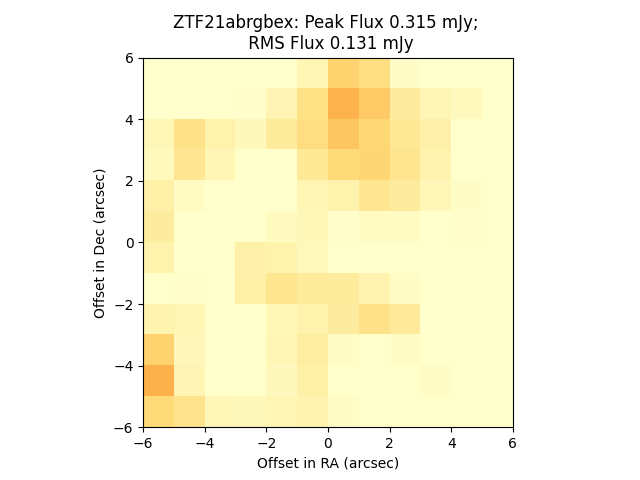 ZTF21abrgbex: Peak Flux 0.315 mJy;
RMS Flux 0.131 mJy
6
4
2
0
−2
−4
−6
Offset in Dec (arcsec)
−6 −4 −2 0 2 4 6
Offset in RA (arcsec)